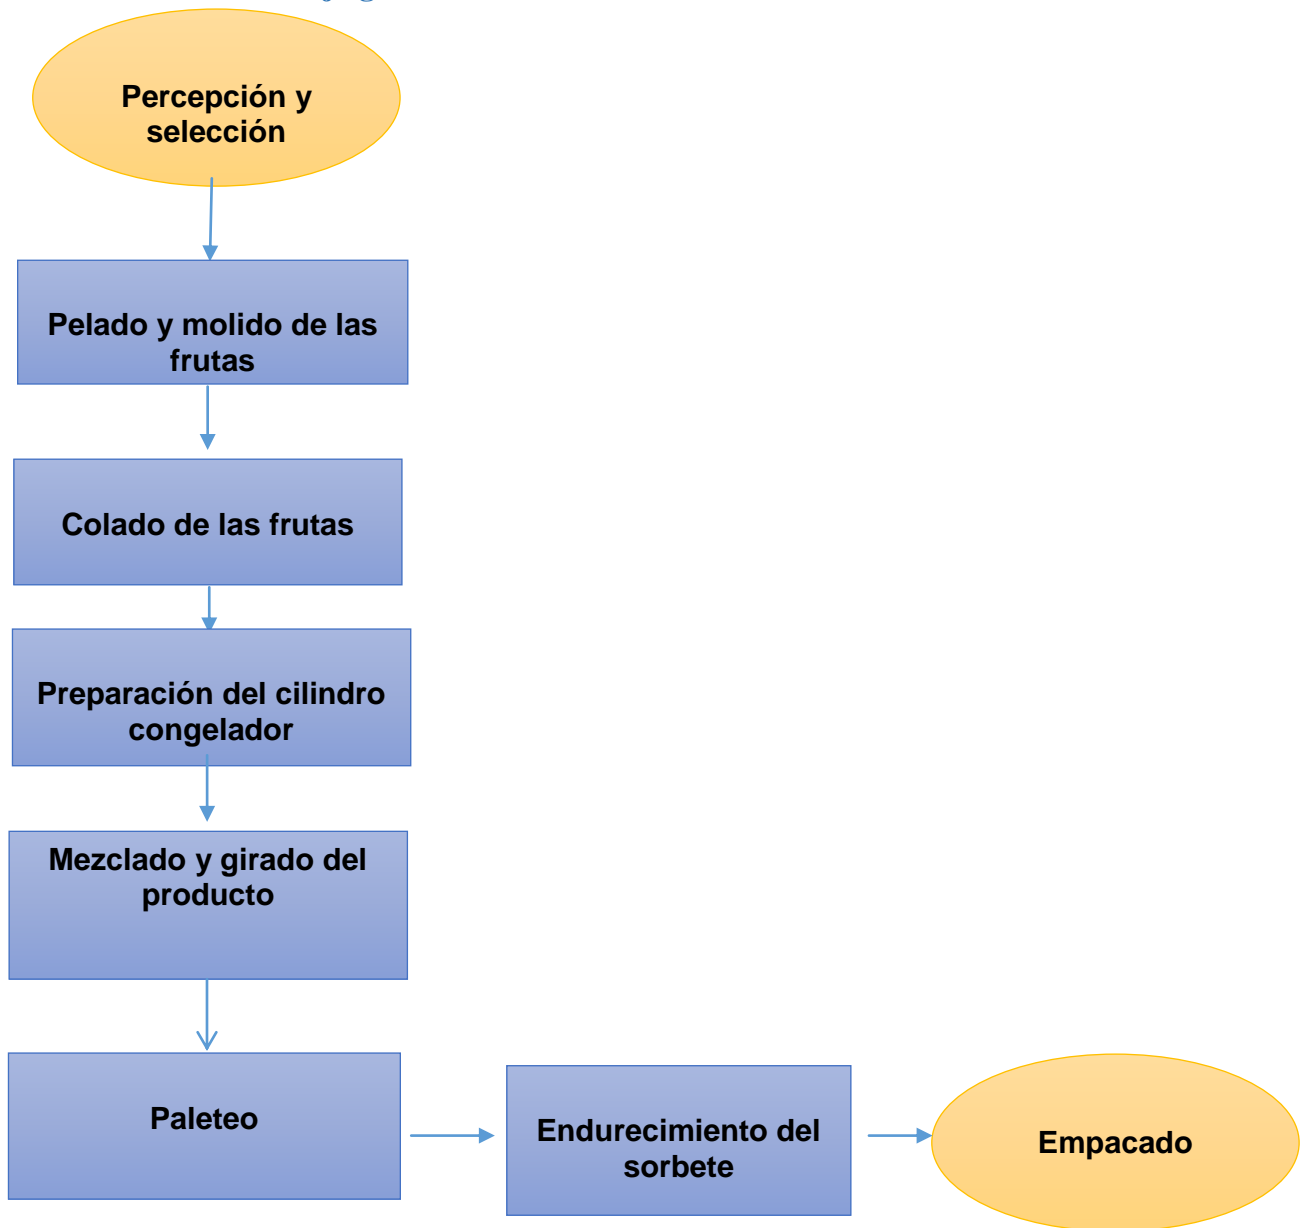 Percepción y
selección
Pelado y molido de las
frutas
Colado de las frutas
Preparación del cilindro
congelador
Mezclado y girado del
producto
Paleteo
Endurecimiento del
sorbete
Empacado